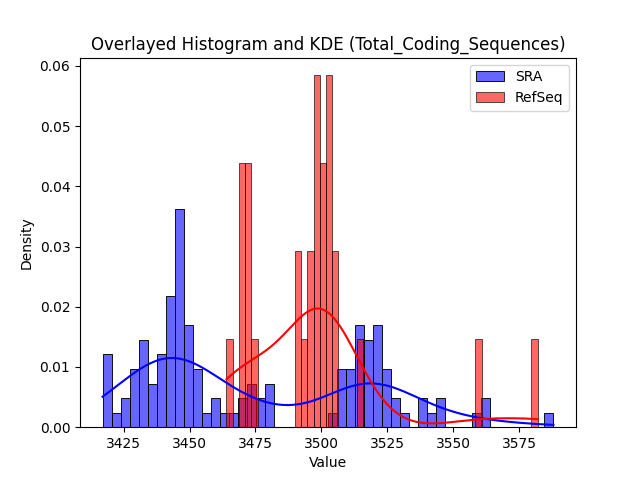 Overlayed Histogram and KDE (Total_Coding_Sequences)
SRA
RefSeq
0.06
0.05
0.04
0.03
0.02
0.01
0.00
Density
3425 3450 3475 3500 3525 3550 3575
Value